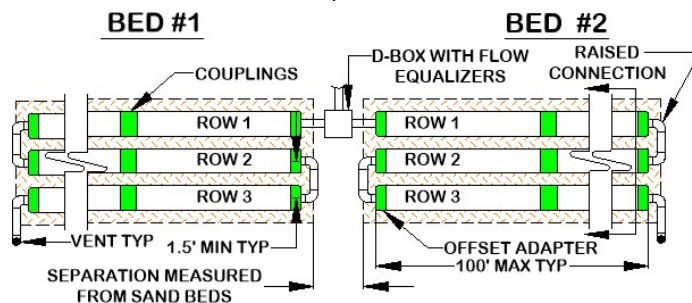 BED #1
BED #2
COUPLINGS
D-BOX WITH FLOW
EQUALIZERS
RAISED
CONNECTION
ROW 1
ROW 1
ROW 2
ROW 2
ROW 3
ROW 3
VENT TYP
1.5' MIN TYP
OFFSET ADAPTER
100' MAX TYP
SEPARATION MEASURED
FROM SAND BEDS